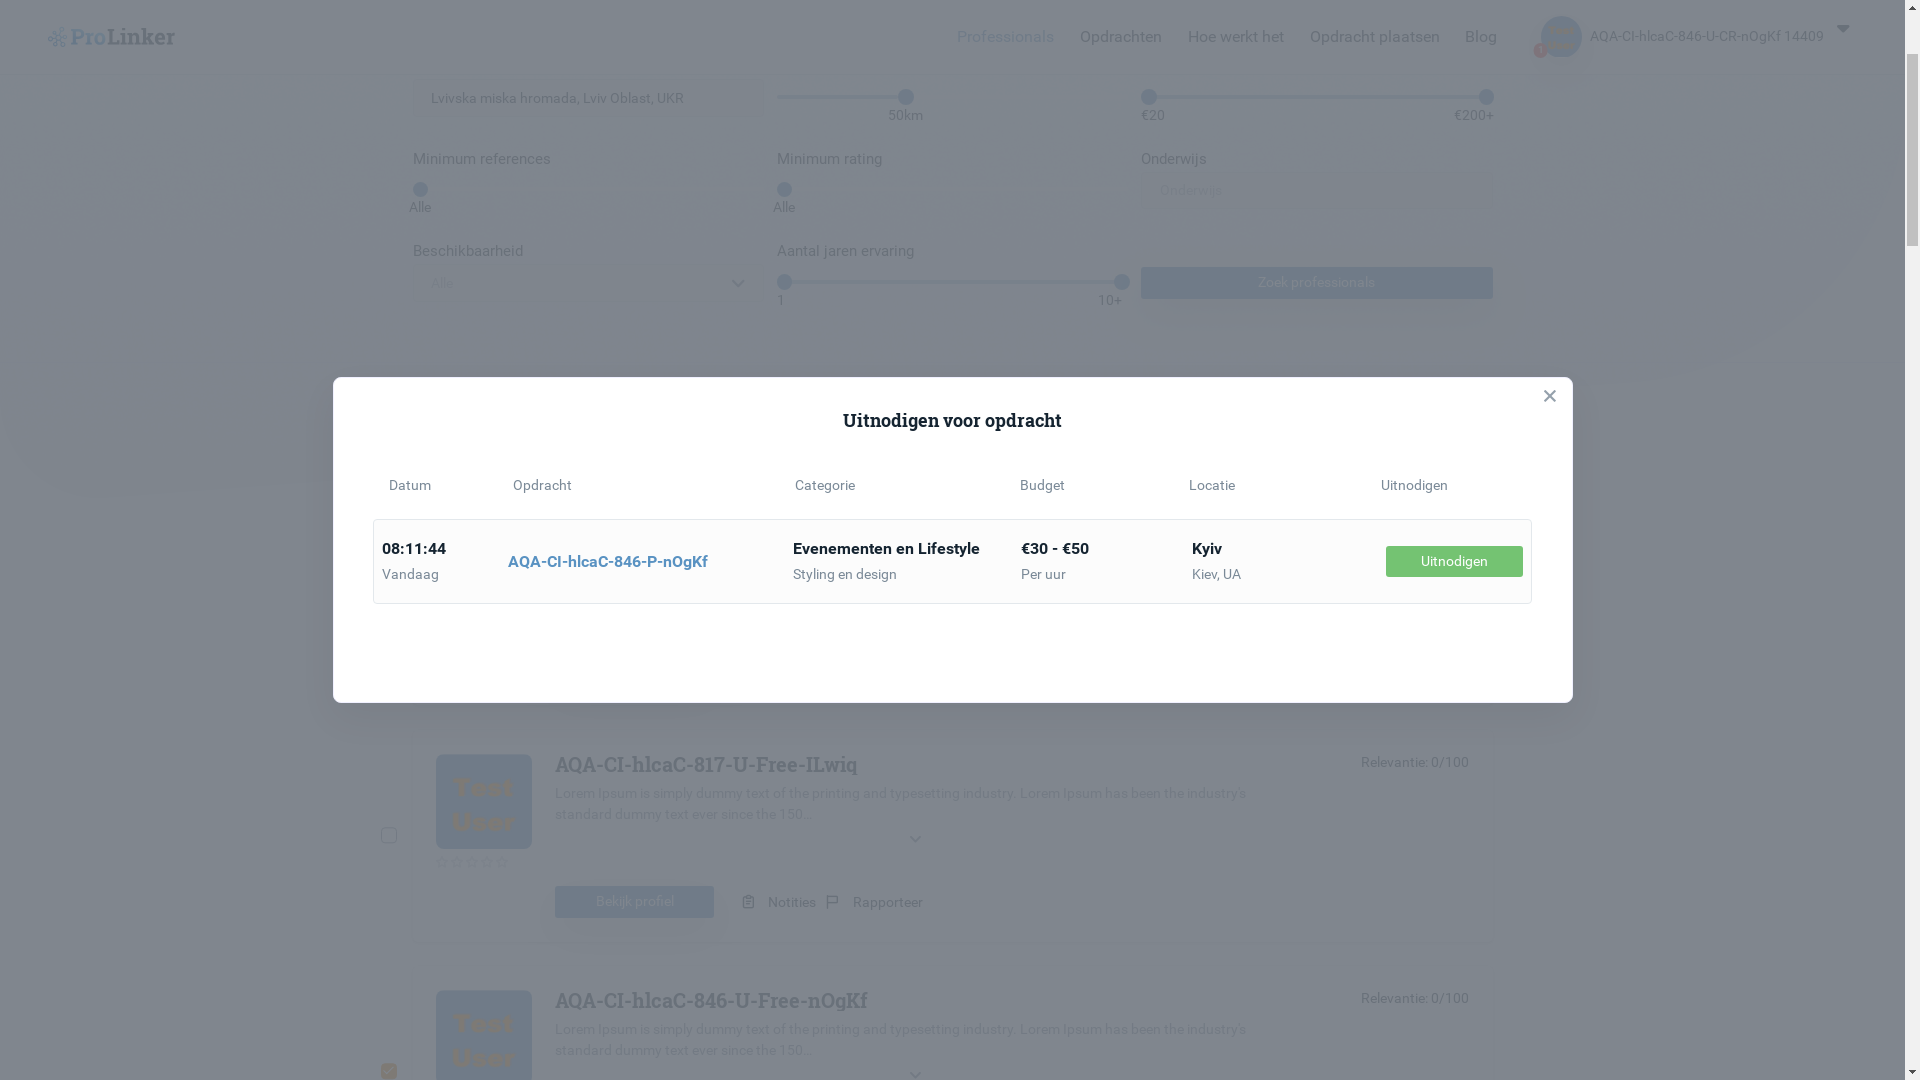 ProLinker
Professionals
Opdrachten
Hoe werkt het
Opdracht plaatsen
Blog
AQA-CI-hlcaC-846-U-CR-nOgKf 14409
Lvivska miska hromada, Lviv Oblast, UKR
50km
€20
€200+
Minimum references
Minimum rating
Onderwijs
Onderwijs
Alle
Alle
Beschikbaarheid
Aantal jaren ervaring
Alle
1
10+
Zoek professionals
Uitnodigen voor opdracht
Datum
Opdracht
Categorie
Budget
Locatie
Uitnodigen
08:11:44
Vandaag
AQA-CI-hlcaC-846-P-nOgKf
Evenementen en Lifestyle
Styling en design
€30 - €50
Per uur
Kyiv
Kiev, UA
Uitnodigen
Test
User
AQA-CI-hlcaC-817-U-Free-ILwiq
Relevantie: 0/100
Lorem Ipsum is simply dummy text of the printing and typesetting industry. Lorem Ipsum has been the industry's
standard dummy text ever since the 150...
Bekijk profiel
Notities
Rapporteer
Test
User
AQA-CI-hlcaC-846-U-Free-nOgKf
Relevantie: 0/100
Lorem Ipsum is simply dummy text of the printing and typesetting industry. Lorem Ipsum has been the industry's
standard dummy text ever since the 150...